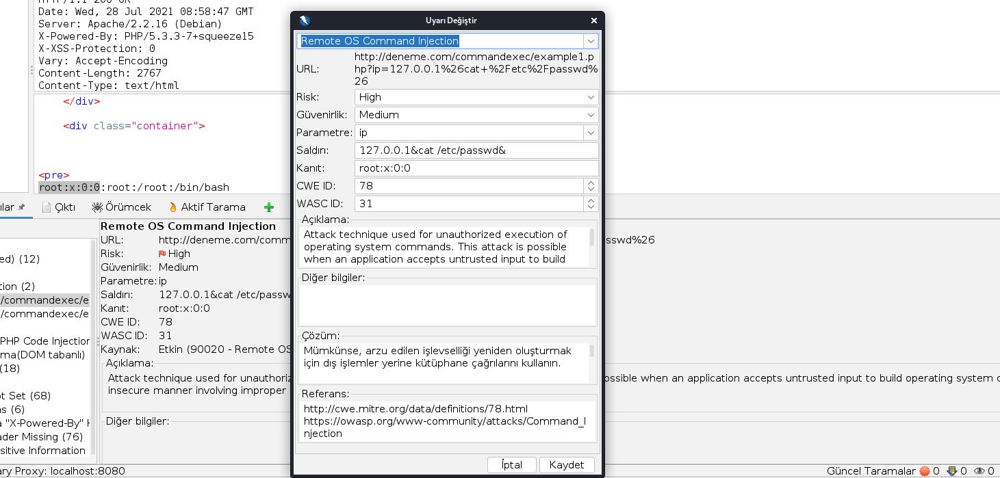 Date: Wed, 28 Jul 2021 08:58:47 GMT
Server: Apache/2.2.16 (Debian)
X-Powered-By: PHP/5.3.3-7+squeeze15
X-XSS-Protection: 0
Vary: Accept-Encoding
Content-Length: 2767
Content-Type: text/html
</div>
<div class="container">
<pre>
root:x:0:0:root:/root:/bin/bash
lar
Çıktı
Örümcek
Aktif Tarama
ed) (12)
tion (2)
/commandexec/e
/commandexec/e
PHP Code Injection
ma(DOM tabanlı)
(18)
t Set (68)
s (6)
a "X-Powered-By" H
ader Missing (76)
sitive Information
Remote OS Command Injection
URL: http://deneme.com/comm
sswd%26
Risk: High
Güvenirlik: Medium
Parametre: ip
Saldırı: 127.0.0.1&cat /etc/passw
Kanıt: root:x:0:0
CWE ID: 78
WASC ID: 31
Kaynak: Etkin (90020 - Remote OS
Açıklama:
Attack technique used for unauthoriz
ossible when an application accepts untrusted input to build operating system c
insecure manner involving improper
Diğer bilgiler:
Uyarı Değiştir
Remote OS Command Injection
URL:
http://deneme.com/commandexec/example1.p
hp?ip=127.0.0.1%26cat+%2Fetc%2Fpasswd%
26
Risk: High
Güvenirlik: Medium
Parametre: ip
Saldırı: 127.0.0.1&cat /etc/passwd&
Kanıt: root:x:0:0
CWE ID: 78
WASC ID: 31
Açıklama:
Attack technique used for unauthorized execution of
operating system commands. This attack is possible
when an application accepts untrusted input to build
Diğer bilgiler:
Çözüm:
Mümkünse, arzu edilen işlevselliği yeniden oluşturmak
için dış işlemler yerine kütüphane çağrılarını kullanın.
Referans:
http://cwe.mitre.org/data/definitions/78.html
https://owasp.org/www-community/attacks/Command_I
njection
İptal
Kaydet
ry Proxy: localhost:8080
Güncel Taramalar 0 0 0